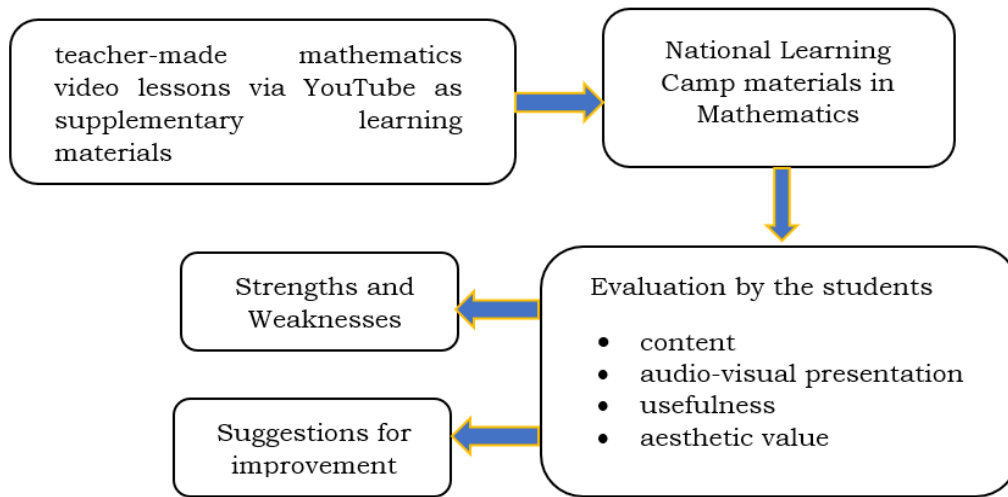 teacher-made mathematics
video lessons via YouTube as
supplementary learning
materials
National Learning
Camp materials in
Mathematics
Evaluation by the students
• content
• audio-visual presentation
• usefulness
• aesthetic value
Strengths and
Weaknesses
Suggestions for
improvement